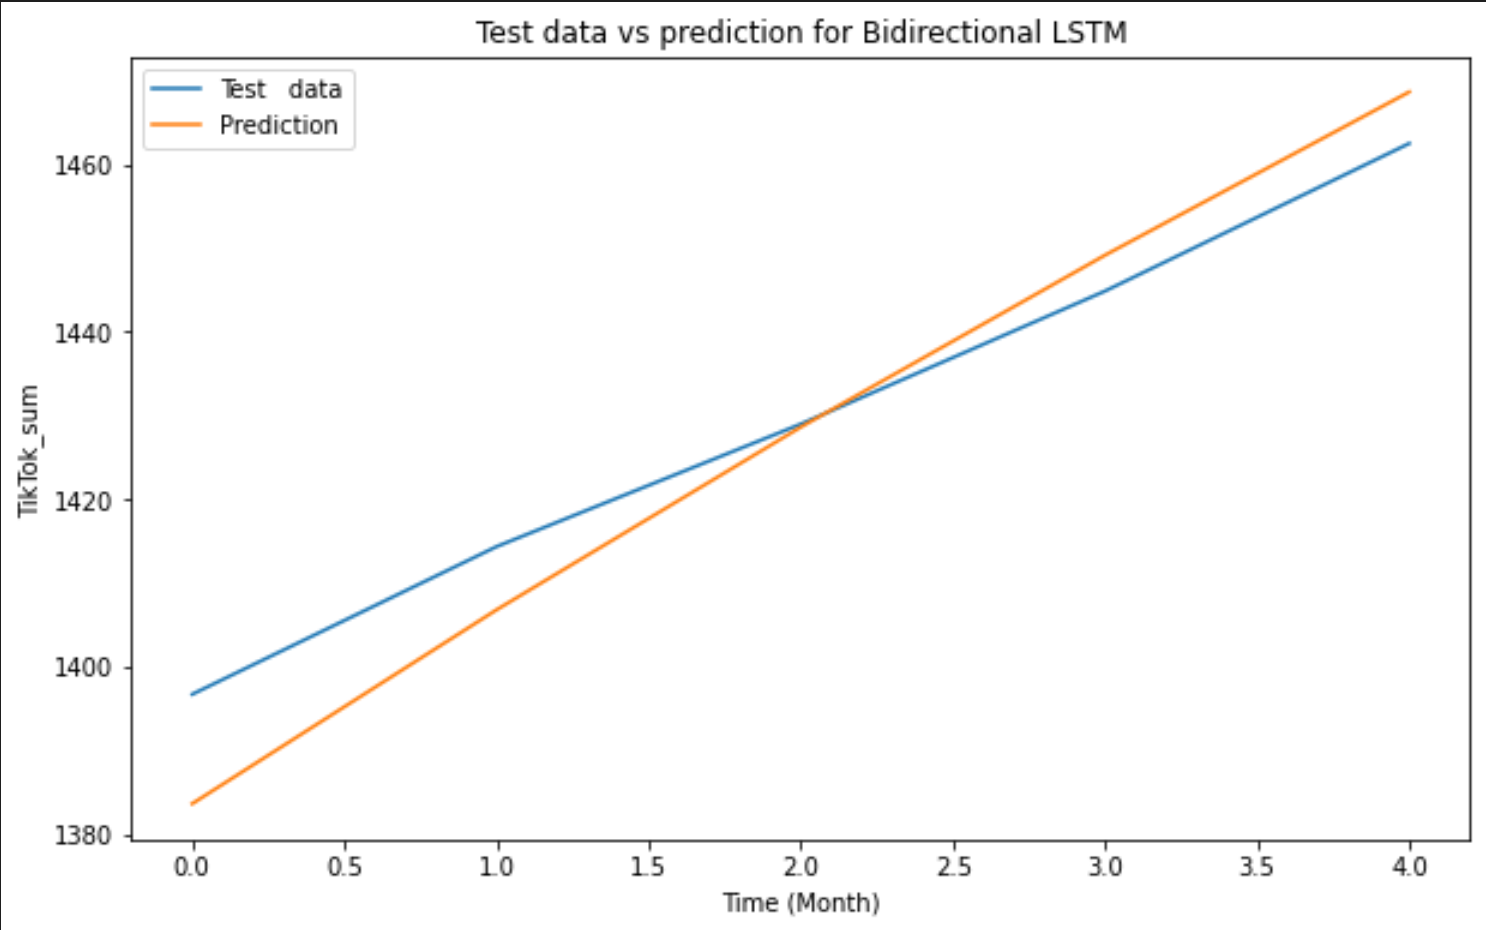 Test data vs prediction for Bidirectional LSTM
Test data
Prediction
1460
1440
1420
1400
1380
TikTok_sum
0.0 0.5 1.0 1.5 2.0 2.5 3.0 3.5 4.0
Time (Month)